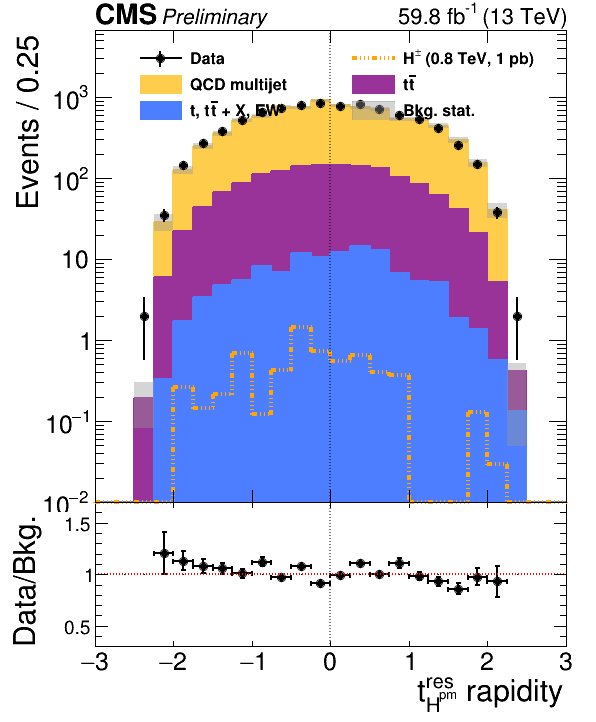 CMS Preliminary 59.8 fb⁻¹ (13 TeV)
Data
H± (0.8 TeV, 1 pb)
QCD multijet
tt̄
t, tt̄ + X, EW
Bkg. stat.
Events / 0.25
10³
10²
10
1
10⁻¹
10⁻²
Data/Bkg.
1.5
1
0.5
−3 −2 −1 0 1 2 3
t^res_H^pm rapidity